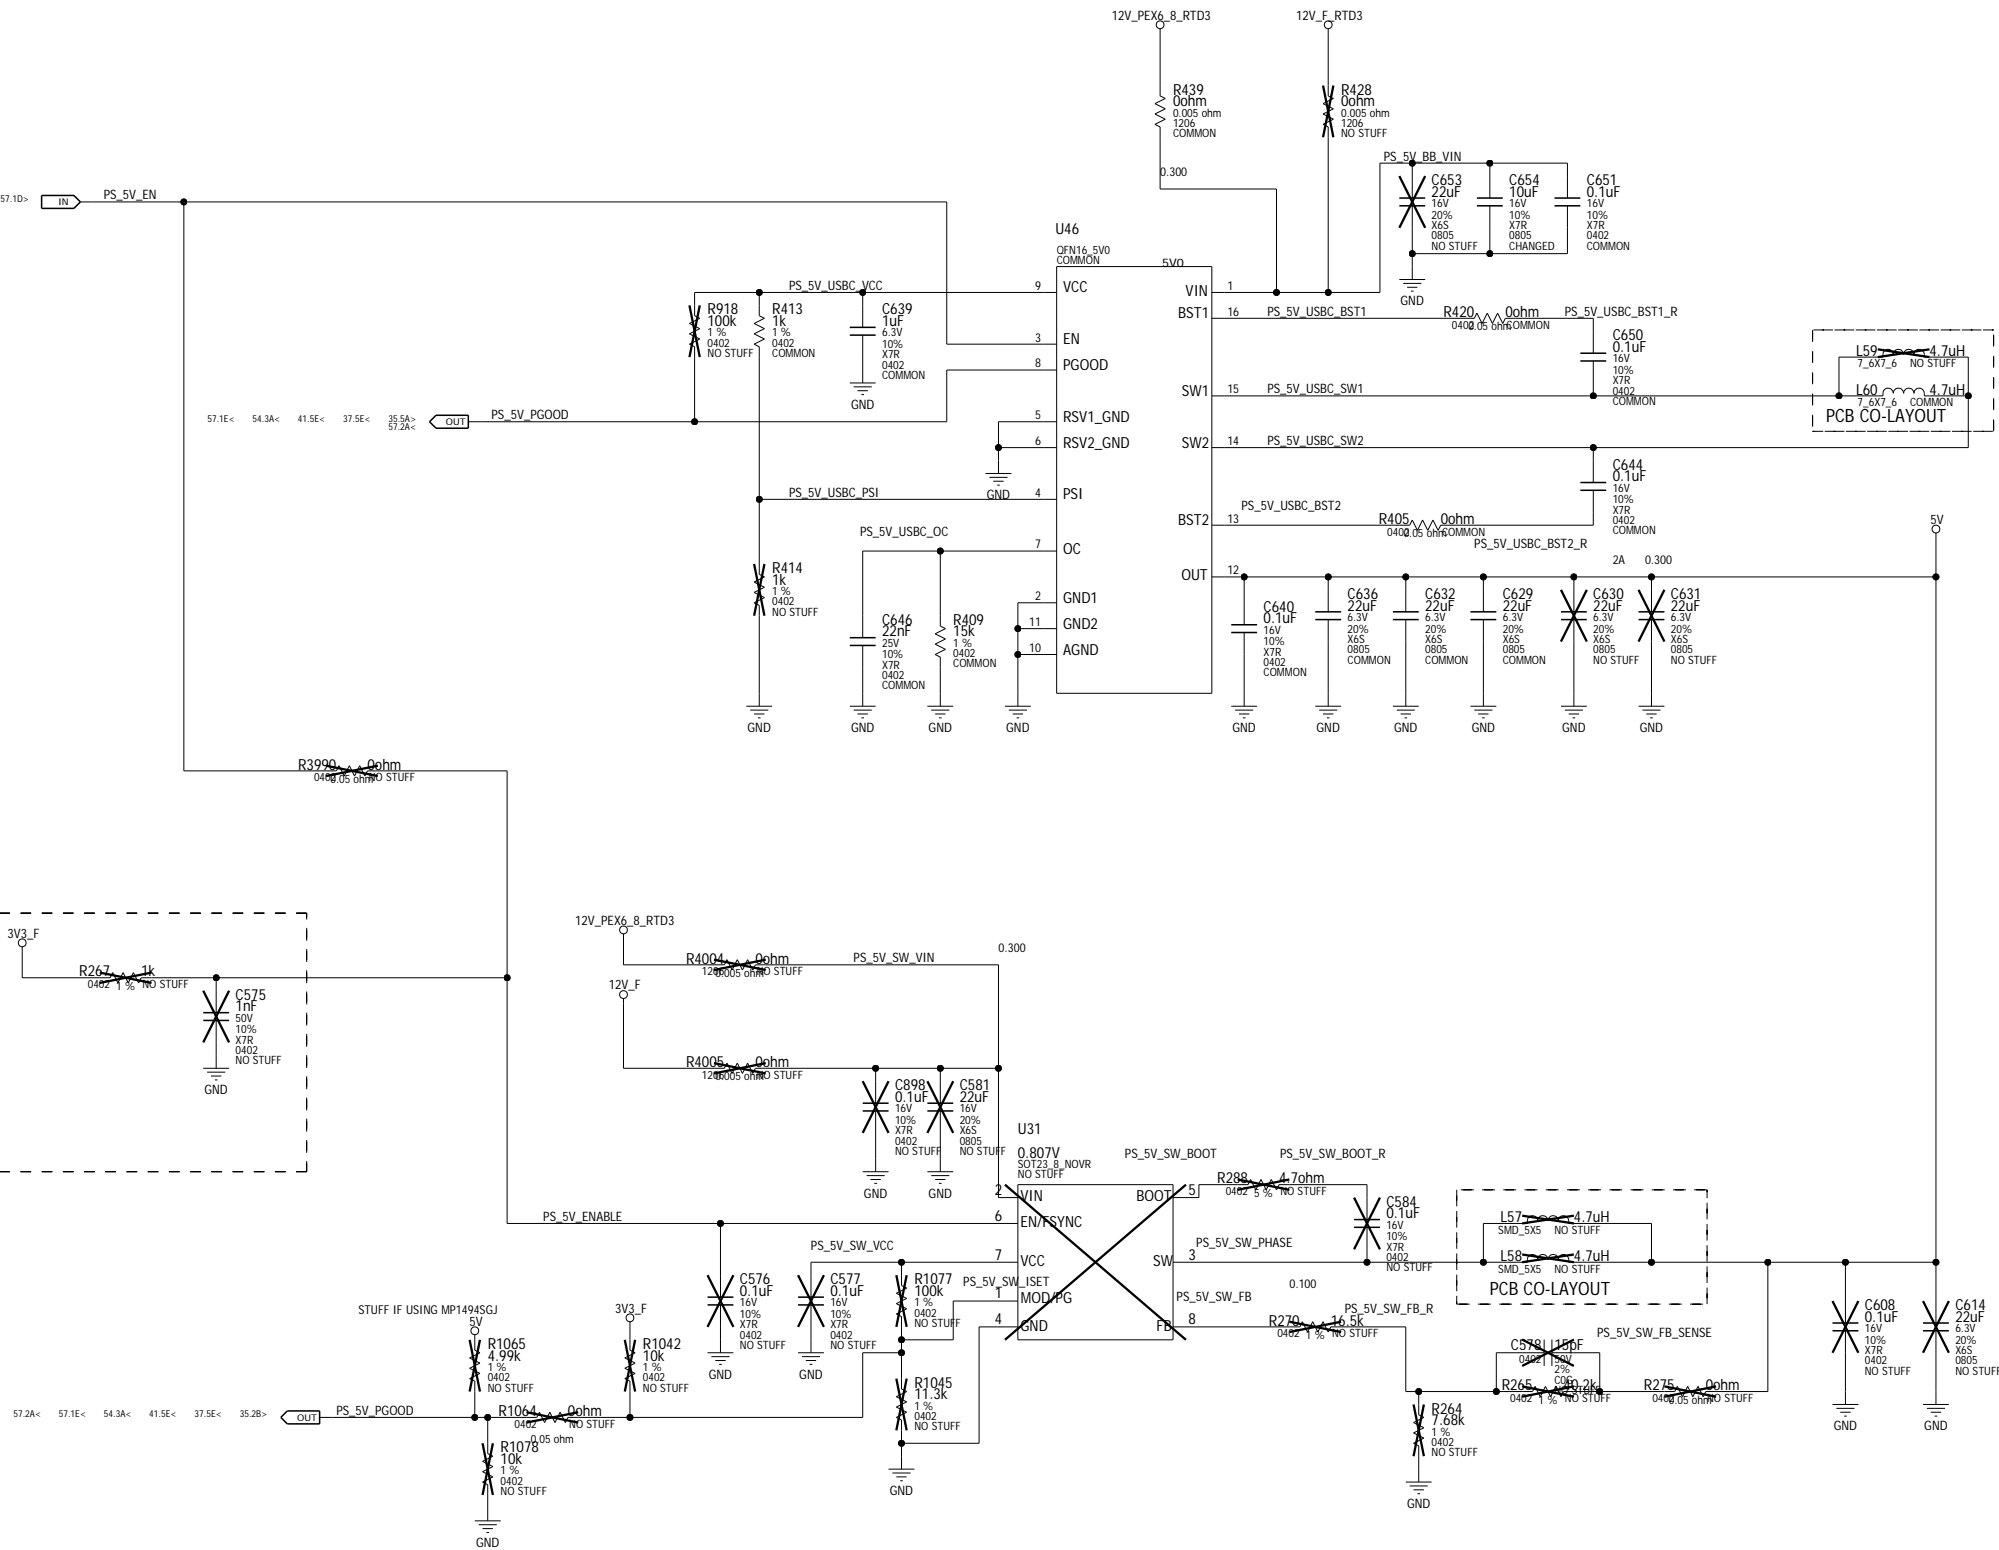 12V_PEX6_8_RTD3
12V_F_RTD3
R439
0ohm
0.005 ohm
1206
COMMON
R428
0ohm
0.005 ohm
1206
NO STUFF
0.300
PS_5V_BB_VIN
C653
22uF
16V
20%
X6S
0805
NO STUFF
C654
10uF
16V
10%
X7R
0805
CHANGED
C651
0.1uF
16V
10%
X7R
0402
COMMON
GND
57.1D>
IN
PS_5V_EN
U46
QFN16_5V0
COMMON
5V0
PS_5V_USBC_VCC
9
VCC
VIN
1
R918
100k
1 %
0402
NO STUFF
R413
1k
1 %
0402
COMMON
C639
1uF
6.3V
10%
X7R
0402
COMMON
GND
BST1
16
PS_5V_USBC_BST1
R420
0ohm
0402
0.05 ohm
COMMON
PS_5V_USBC_BST1_R
C650
0.1uF
16V
10%
X7R
0402
COMMON
3
EN
8
PGOOD
L59
4.7uH
7_6X7_6
NO STUFF
L60
4.7uH
7_6X7_6
COMMON
PCB CO-LAYOUT
SW1
15
PS_5V_USBC_SW1
57.1E<
54.3A<
41.5E<
37.5E<
35.5A>
57.2A<
OUT
PS_5V_PGOOD
5
RSV1_GND
6
RSV2_GND
GND
SW2
14
PS_5V_USBC_SW2
C644
0.1uF
16V
10%
X7R
0402
COMMON
PS_5V_USBC_PSI
4
PSI
PS_5V_USBC_BST2
BST2
13
R405
0ohm
0402
0.05 ohm
COMMON
PS_5V_USBC_BST2_R
5V
PS_5V_USBC_OC
7
OC
2A
0.300
OUT
12
R414
1k
1 %
0402
NO STUFF
GND
C646
22nF
25V
10%
X7R
0402
COMMON
GND
R409
15k
1 %
0402
COMMON
GND
2
GND1
11
GND2
10
AGND
GND
C640
0.1uF
16V
10%
X7R
0402
COMMON
GND
C636
22uF
6.3V
20%
X6S
0805
COMMON
GND
C632
22uF
6.3V
20%
X6S
0805
COMMON
GND
C629
22uF
6.3V
20%
X6S
0805
COMMON
GND
C630
22uF
6.3V
20%
X6S
0805
NO STUFF
GND
C631
22uF
6.3V
20%
X6S
0805
NO STUFF
GND
R3990
0ohm
0402
0.05 ohm
NO STUFF
3V3_F
R267
1k
0402
1 %
NO STUFF
C575
1nF
50V
10%
X7R
0402
NO STUFF
GND
12V_PEX6_8_RTD3
R4004
0ohm
1206
0.005 ohm
NO STUFF
PS_5V_SW_VIN
0.300
12V_F
R4005
0ohm
1206
0.005 ohm
NO STUFF
C898
0.1uF
16V
10%
X7R
0402
NO STUFF
GND
C581
22uF
16V
20%
X6S
0805
NO STUFF
GND
U31
0.807V
SOT23_8_NOVR
NO STUFF
2
VIN
BOOT
5
PS_5V_SW_BOOT
PS_5V_SW_BOOT_R
R288
4.7ohm
0402
5 %
NO STUFF
C584
0.1uF
16V
10%
X7R
0402
NO STUFF
PS_5V_ENABLE
6
EN/FSYNC
PS_5V_SW_VCC
7
VCC
SW
3
PS_5V_SW_PHASE
L57
4.7uH
SMD_5X5
NO STUFF
L58
4.7uH
SMD_5X5
NO STUFF
PCB CO-LAYOUT
C576
0.1uF
16V
10%
X7R
0402
NO STUFF
GND
C577
0.1uF
16V
10%
X7R
0402
NO STUFF
GND
R1077
100k
1 %
0402
NO STUFF
PS_5V_SW_ISET
1
MOD/PG
4
GND
0.100
PS_5V_SW_FB
FB
8
PS_5V_SW_FB_R
R270
16.5k
0402
1 %
NO STUFF
PS_5V_SW_FB_SENSE
C578
15pF
0402
50V
2%
C0G
NO STUFF
R265
40.2k
0402
1 %
NO STUFF
R275
0ohm
0402
0.05 ohm
NO STUFF
R264
7.68k
1 %
0402
NO STUFF
GND
C608
0.1uF
16V
10%
X7R
0402
NO STUFF
GND
C614
22uF
6.3V
20%
X6S
0805
NO STUFF
GND
STUFF IF USING MP1494SGJ
5V
R1065
4.99k
1 %
0402
NO STUFF
3V3_F
R1042
10k
1 %
0402
NO STUFF
R1045
11.3k
1 %
0402
NO STUFF
GND
57.2A<
57.1E<
54.3A<
41.5E<
37.5E<
35.2B>
OUT
PS_5V_PGOOD
R1064
0ohm
0402
NO STUFF
0.05 ohm
R1078
10k
1 %
0402
NO STUFF
GND